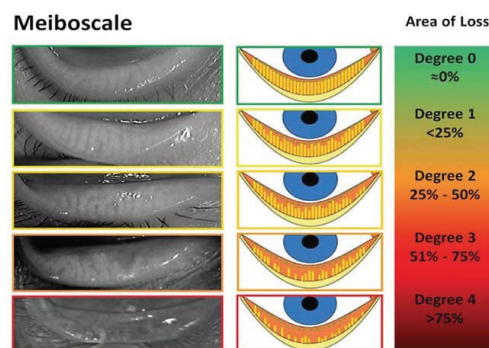 Meiboscale
Area of Loss
Degree 0
≈0%
Degree 1
<25%
Degree 2
25% - 50%
Degree 3
51% - 75%
Degree 4
>75%